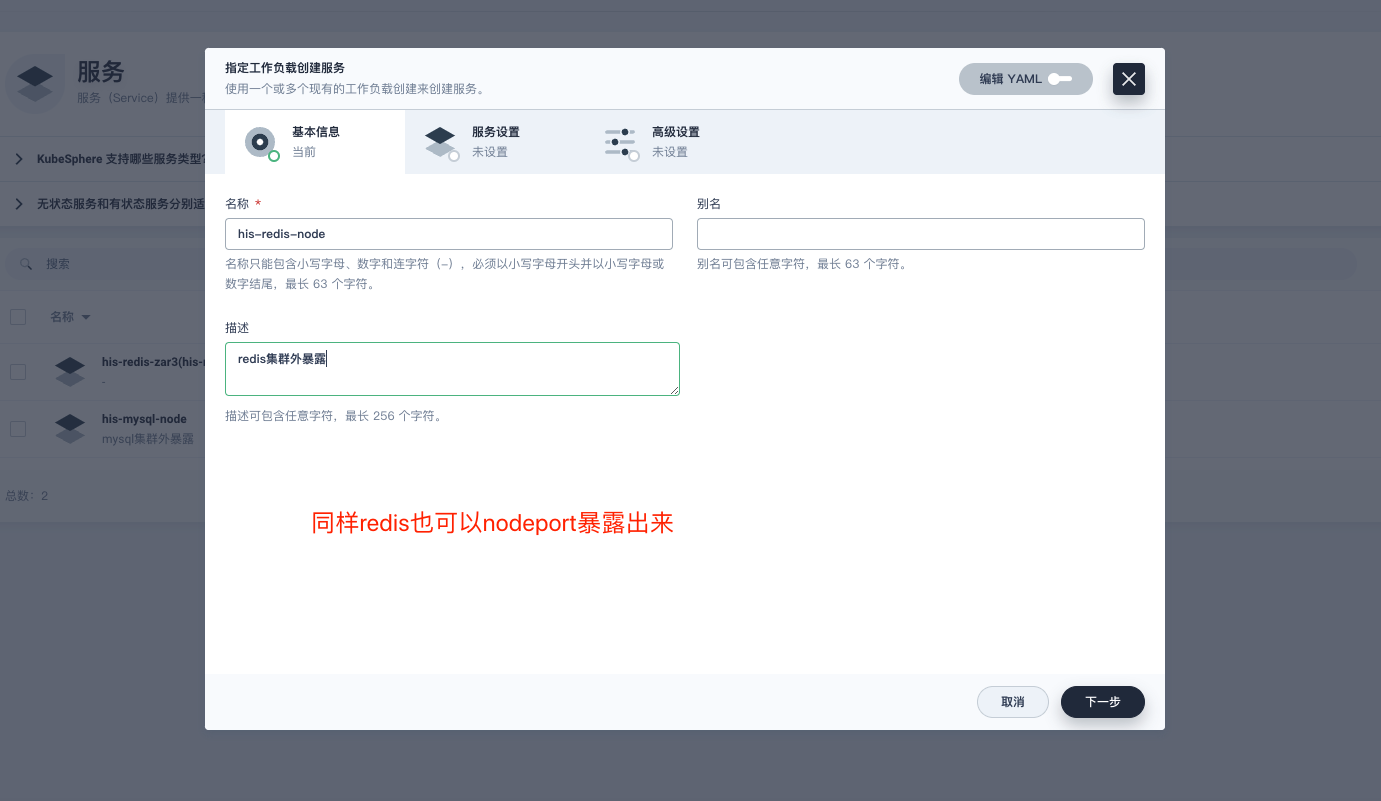 服务
服务（Service）提供一
KubeSphere 支持哪些服务类型?
无状态服务和有状态服务分别适
搜索
名称
his-redis-zar3(his-
-
his-mysql-node
mysql集群外暴露
总数：2
指定工作负载创建服务
使用一个或多个现有的工作负载创建来创建服务。
编辑 YAML
基本信息
当前
服务设置
未设置
高级设置
未设置
名称 *
his-redis-node
名称只能包含小写字母、数字和连字符（-），必须以小写字母开头并以小写字母或
数字结尾，最长 63 个字符。
别名
别名可包含任意字符，最长 63 个字符。
描述
redis集群外暴露
描述可包含任意字符，最长 256 个字符。
同样redis也可以nodeport暴露出来
取消
下一步